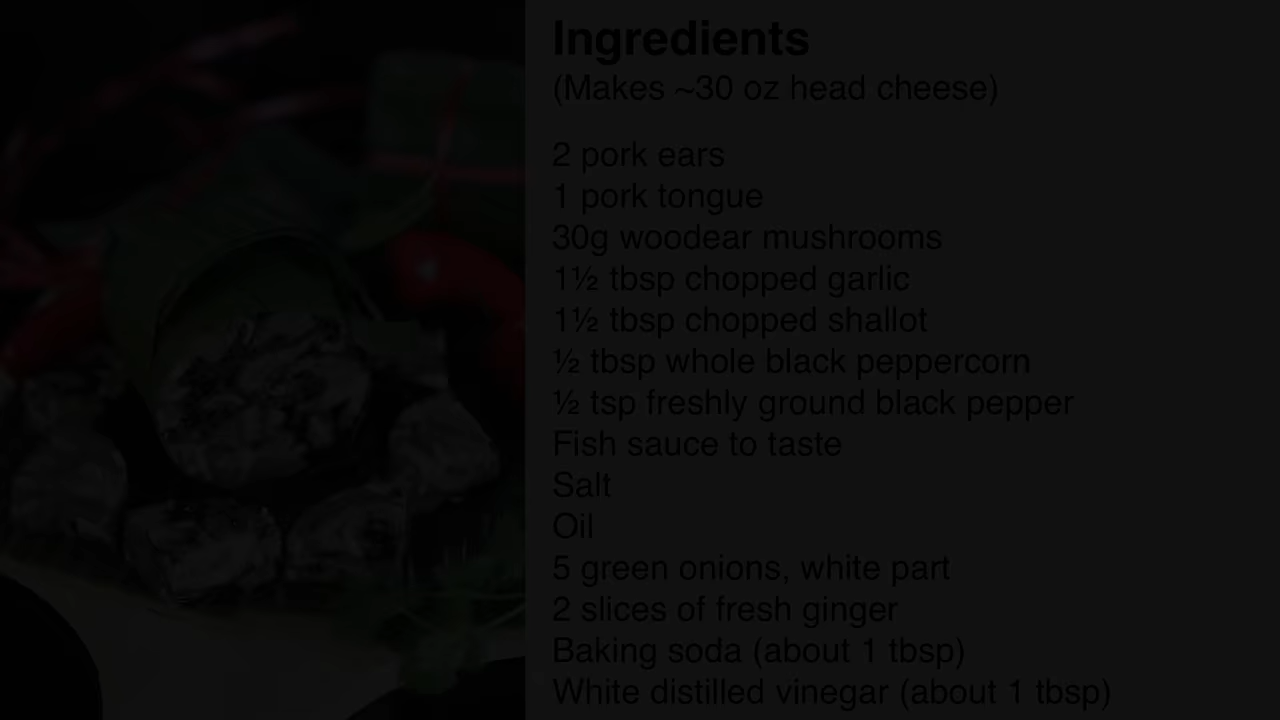 Ingredients
(Makes ~30 oz head cheese)
2 pork ears
1 pork tongue
30g woodear mushrooms
1½ tbsp chopped garlic
1½ tbsp chopped shallot
½ tbsp whole black peppercorn
½ tsp freshly ground black pepper
Fish sauce to taste
Salt
Oil
5 green onions, white part
2 slices of fresh ginger
Baking soda (about 1 tbsp)
White distilled vinegar (about 1 tbsp)